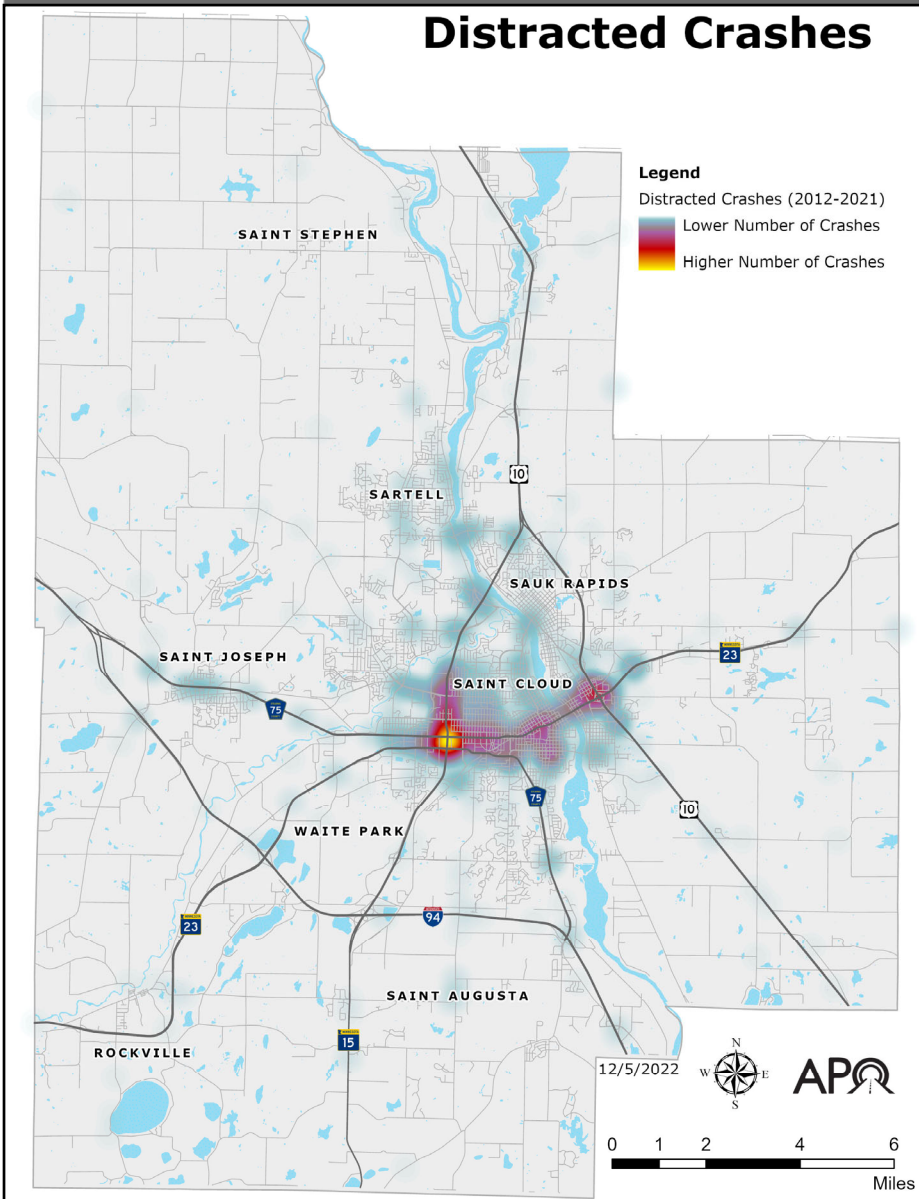 Distracted Crashes
Legend
Distracted Crashes (2012-2021)
Lower Number of Crashes
Higher Number of Crashes
SAINT STEPHEN
10
SARTELL
SAUK RAPIDS
23
SAINT JOSEPH
SAINT CLOUD
75
75
10
WAITE PARK
94
23
SAINT AUGUSTA
15
ROCKVILLE
12/5/2022
N
W
E
S
APO
0 1 2 4 6
Miles